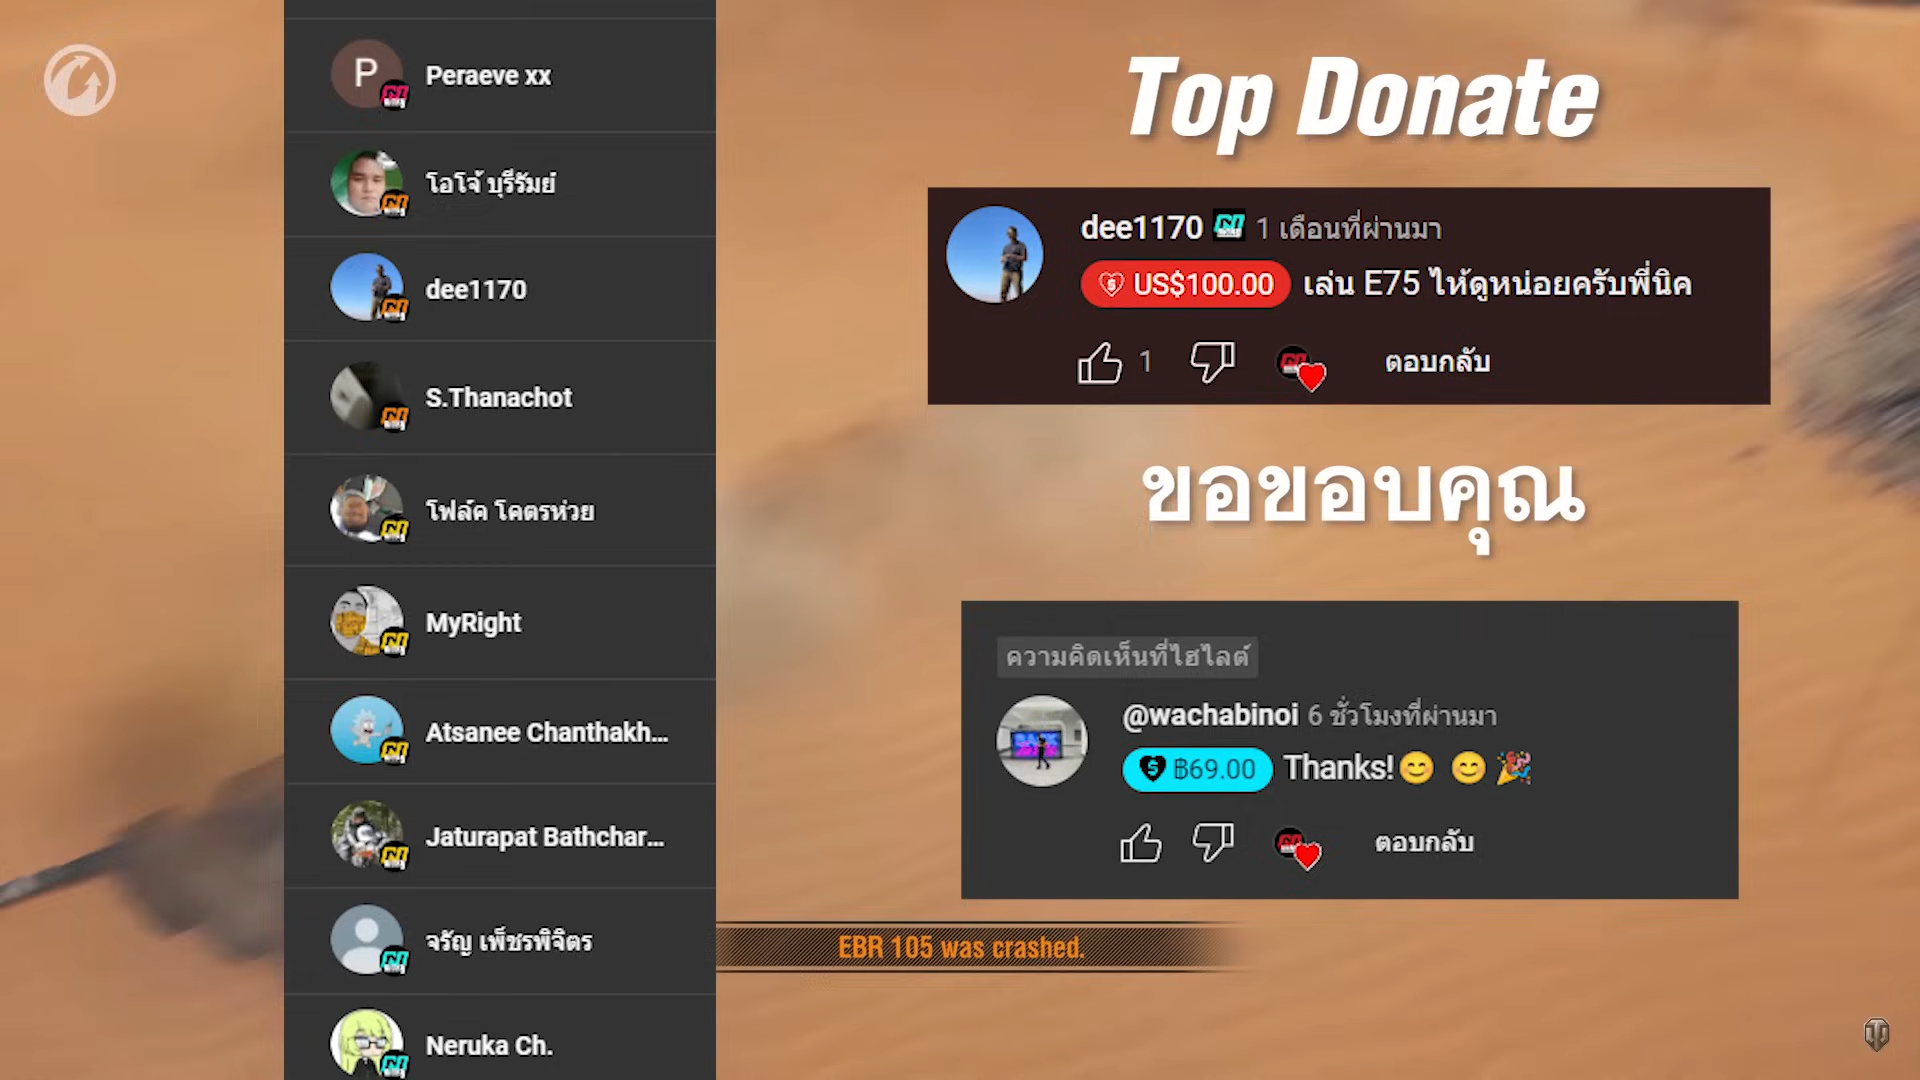 P
Peraeve xx
โอโจ้ บุรีรัมย์
dee1170
S.Thanachot
โฟล์ค โคตรห่วย
MyRight
Atsanee Chanthakh...
Jaturapat Bathchar...
จรัญ เพ็ชรพิจิตร
Neruka Ch.
Top Donate
dee1170 1 เดือนที่ผ่านมา
US$100.00 เล่น E75 ไห้ดูหน่อยครับพี่นิค
1 ตอบกลับ
ขอขอบคุณ
ความคิดเห็นที่ไฮไลต์
@wachabinoi 6 ชั่วโมงที่ผ่านมา
฿69.00 Thanks!😊 😊 🎉
ตอบกลับ
EBR 105 was crashed.